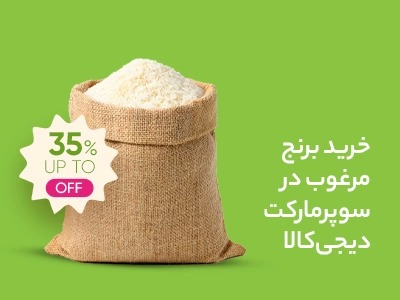 خرید برنج
مرغوب در
سوپرمارکت
دیجی‌کالا
35%
UP TO
OFF